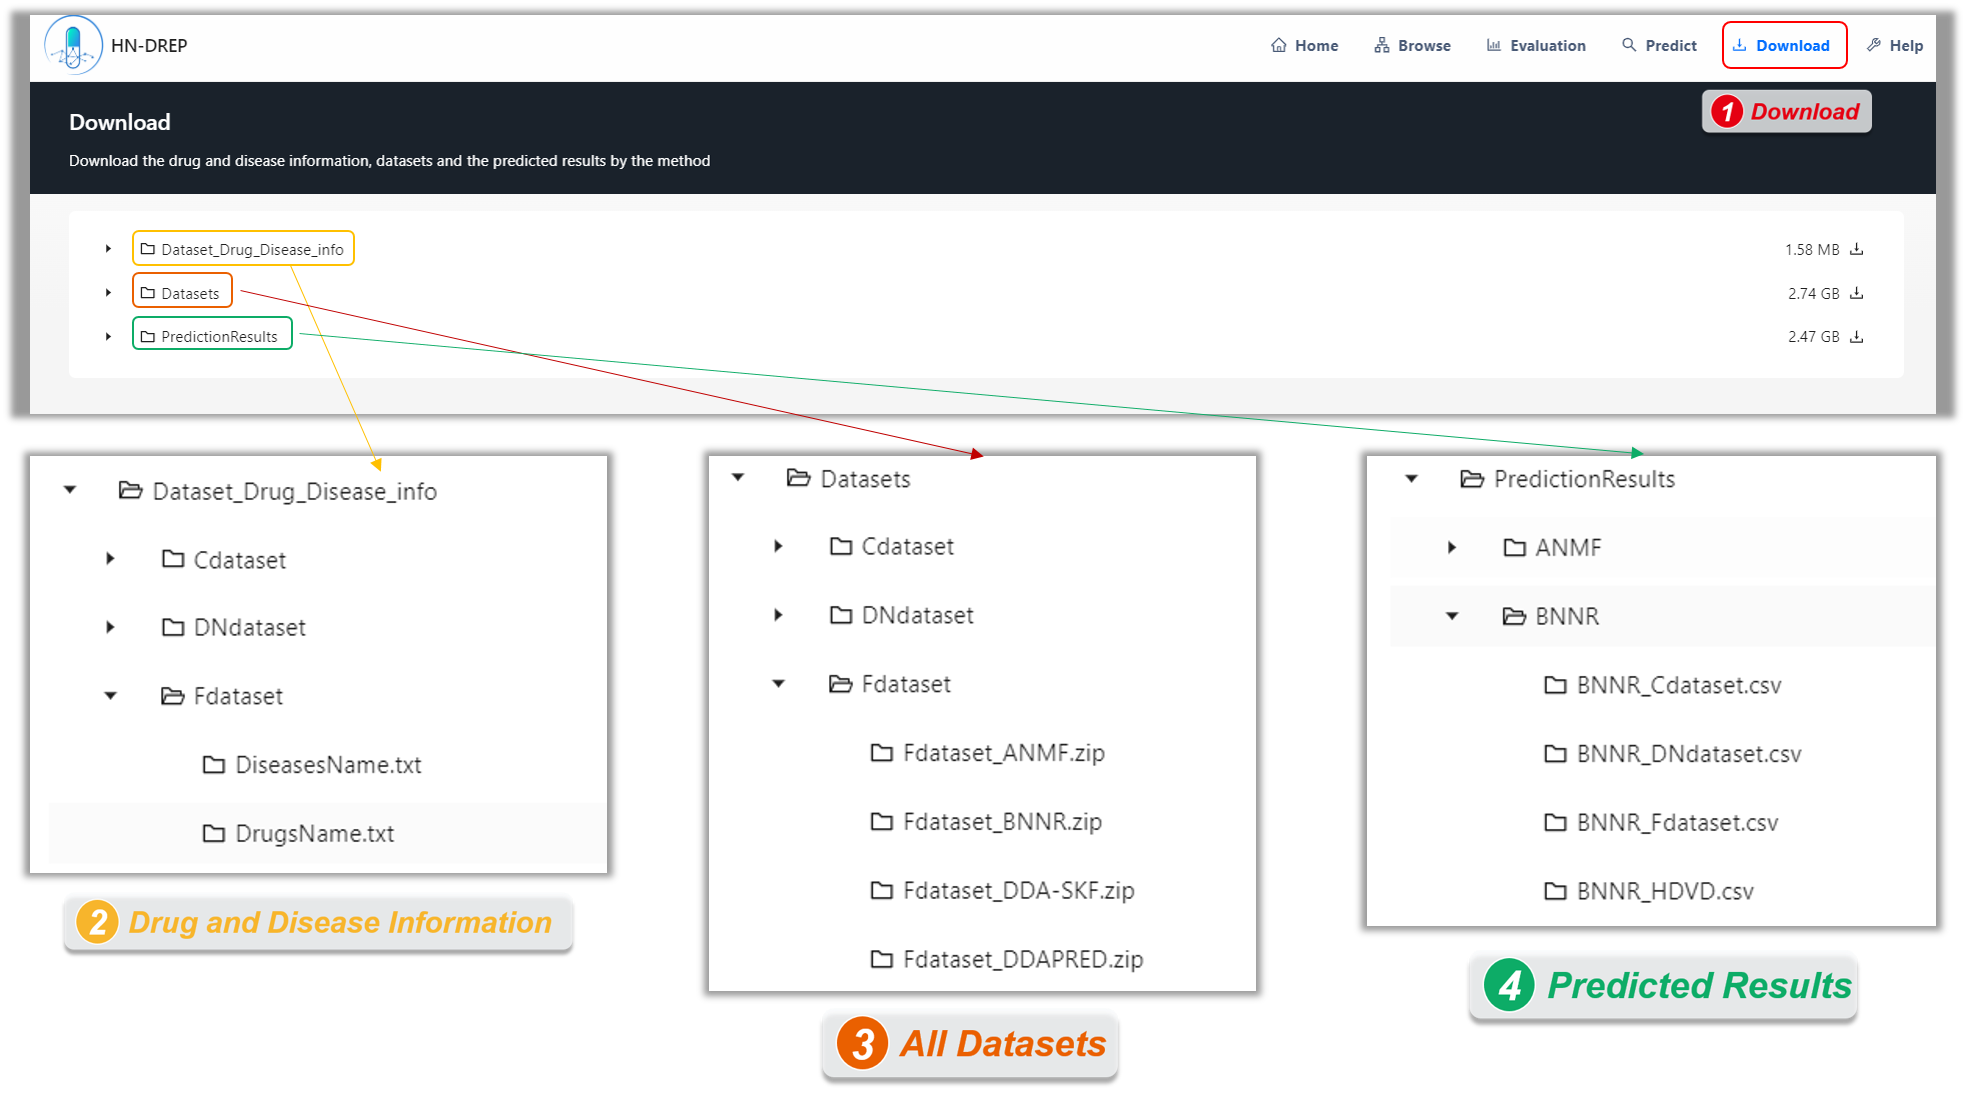 HN-DREP
Home Browse Evaluation Predict Download Help
1 Download
Download
Download the drug and disease information, datasets and the predicted results by the method
Dataset_Drug_Disease_info 1.58 MB
Datasets 2.74 GB
PredictionResults 2.47 GB
Dataset_Drug_Disease_info
Cdataset
DNdataset
Fdataset
DiseasesName.txt
DrugsName.txt
2 Drug and Disease Information
Datasets
Cdataset
DNdataset
Fdataset
Fdataset_ANMF.zip
Fdataset_BNNR.zip
Fdataset_DDA-SKF.zip
Fdataset_DDAPRED.zip
3 All Datasets
PredictionResults
ANMF
BNNR
BNNR_Cdataset.csv
BNNR_DNdataset.csv
BNNR_Fdataset.csv
BNNR_HDVD.csv
4 Predicted Results